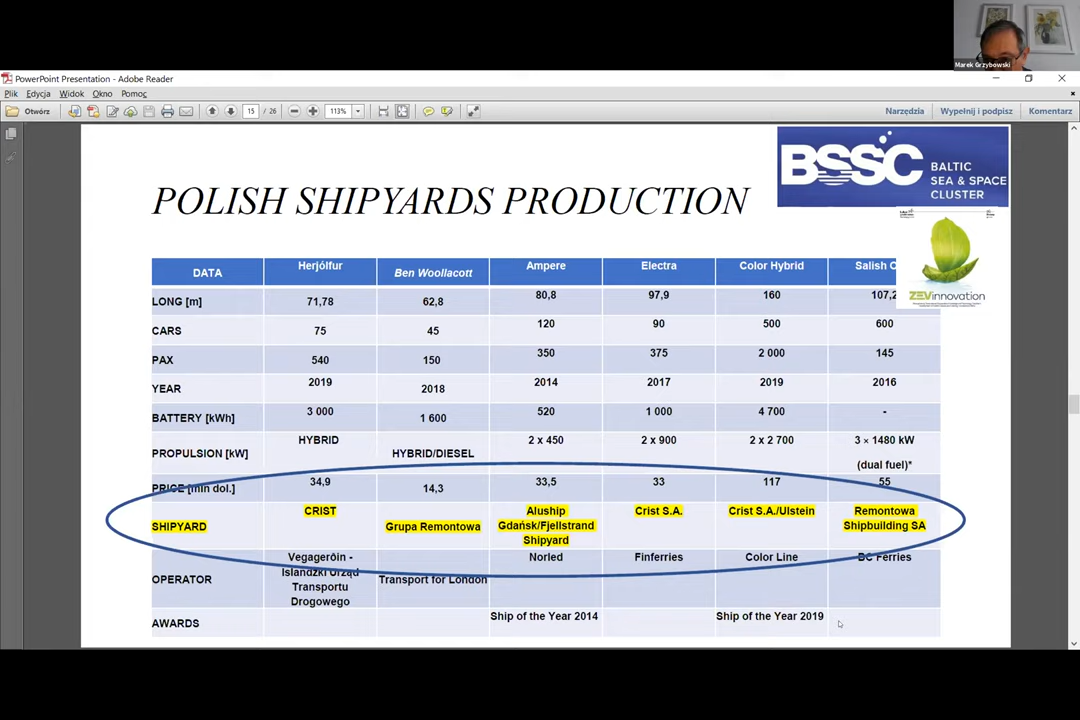 Marek Grzybowski
PowerPoint Presentation - Adobe Reader
Plik Edycja Widok Okno Pomoc
Otwórz 15 / 26 113% Narzędzia Wypełnij i podpisz Komentarz
BSSC BALTIC
SEA & SPACE
CLUSTER
POLISH SHIPYARDS PRODUCTION
ZEVinnovation
DATA Herjólfur Ben Woollacott Ampere Electra Color Hybrid Salish
LONG [m] 71,78 62,8 80,8 97,9 160 107,2
CARS 75 45 120 90 500 600
PAX 540 150 350 375 2 000 145
YEAR 2019 2018 2014 2017 2019 2016
BATTERY [kWh] 3 000 1 600 520 1 000 4 700 -
PROPULSION [kW] HYBRID HYBRID/DIESEL 2 x 450 2 x 900 2 x 2 700 3 × 1480 kW
(dual fuel)*
PRICE [mln dol.] 34,9 14,3 33,5 33 117 55
SHIPYARD CRIST Grupa Remontowa Aluship
Gdańsk/Fjellstrand
Shipyard Crist S.A. Crist S.A./Ulstein Remontowa
Shipbuilding SA
OPERATOR Vegagerðin -
Islandzki Urząd
Transportu
Drogowego Transport for London Norled Finferries Color Line BC Ferries
AWARDS Ship of the Year 2014 Ship of the Year 2019